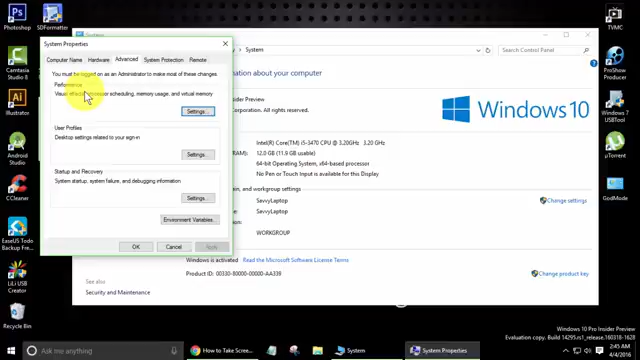 Photoshop
SDFormatter
Camtasia
Studio 8
Illustrator
Android
Studio
CCleaner
EaseUS Todo
Backup Free...
LiLi USB
Creator
Recycle Bin
System Properties
Computer Name
Hardware
Advanced
System Protection
Remote
You must be logged on as an Administrator to make most of these changes.
Performance
Visual effects, processor scheduling, memory usage, and virtual memory
Settings...
User Profiles
Desktop settings related to your sign-in
Settings...
Startup and Recovery
System startup, system failure, and debugging information
Settings...
Environment Variables...
OK
Cancel
Apply
System
System
Search Control Panel
information about your computer
Insider Preview
Corporation. All rights reserved.
Windows 10
Intel(R) Core(TM) i5-3470 CPU @ 3.20GHz 3.20 GHz
12.0 GB (11.9 GB usable)
64-bit Operating System, x64-based processor
No Pen or Touch Input is available for this Display
main, and workgroup settings
SavvyLaptop
Change settings
SavvyLaptop
WORKGROUP
Windows is activated Read the Microsoft Software License Terms
Product ID: 00330-80000-00000-AA339
Change product key
See also
Security and Maintenance
TVMC
ProShow
Producer
Windows 7
USBTool
µTorrent
GodMode
Windows 10 Pro Insider Preview
Evaluation copy. Build 14295.rs1_release.160318-1628
Ask me anything
How to Take Scree...
System
System Properties
2:45 AM
4/4/2016